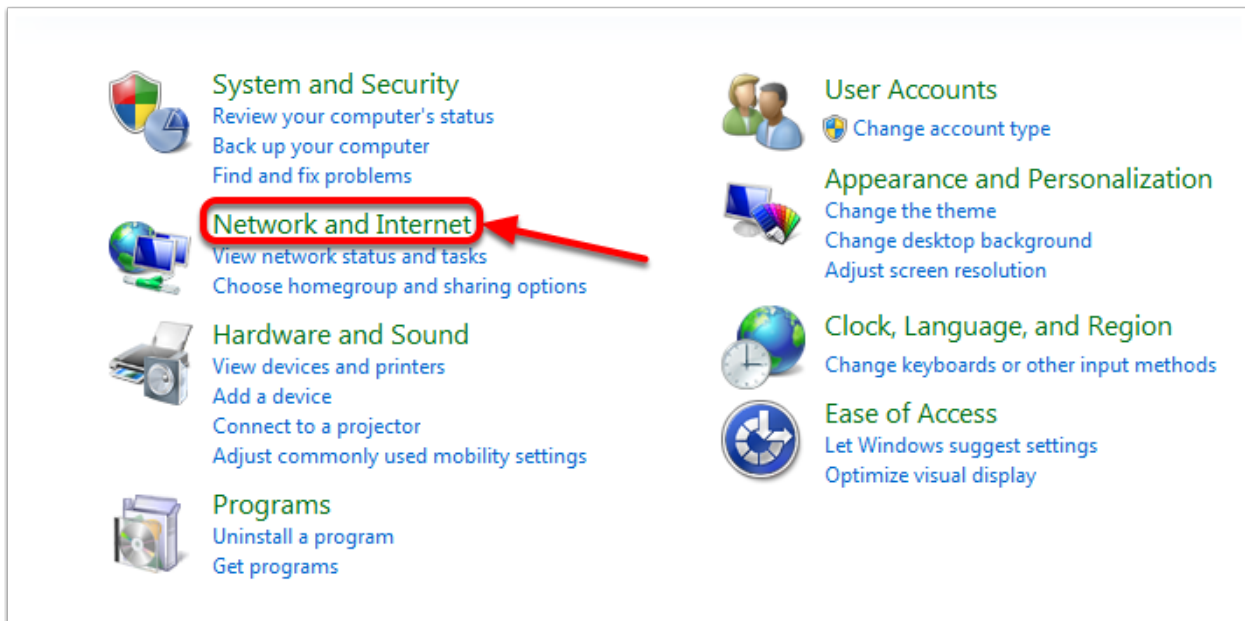 System and Security
Review your computer's status
Back up your computer
Find and fix problems
Network and Internet
View network status and tasks
Choose homegroup and sharing options
Hardware and Sound
View devices and printers
Add a device
Connect to a projector
Adjust commonly used mobility settings
Programs
Uninstall a program
Get programs
User Accounts
Change account type
Appearance and Personalization
Change the theme
Change desktop background
Adjust screen resolution
Clock, Language, and Region
Change keyboards or other input methods
Ease of Access
Let Windows suggest settings
Optimize visual display